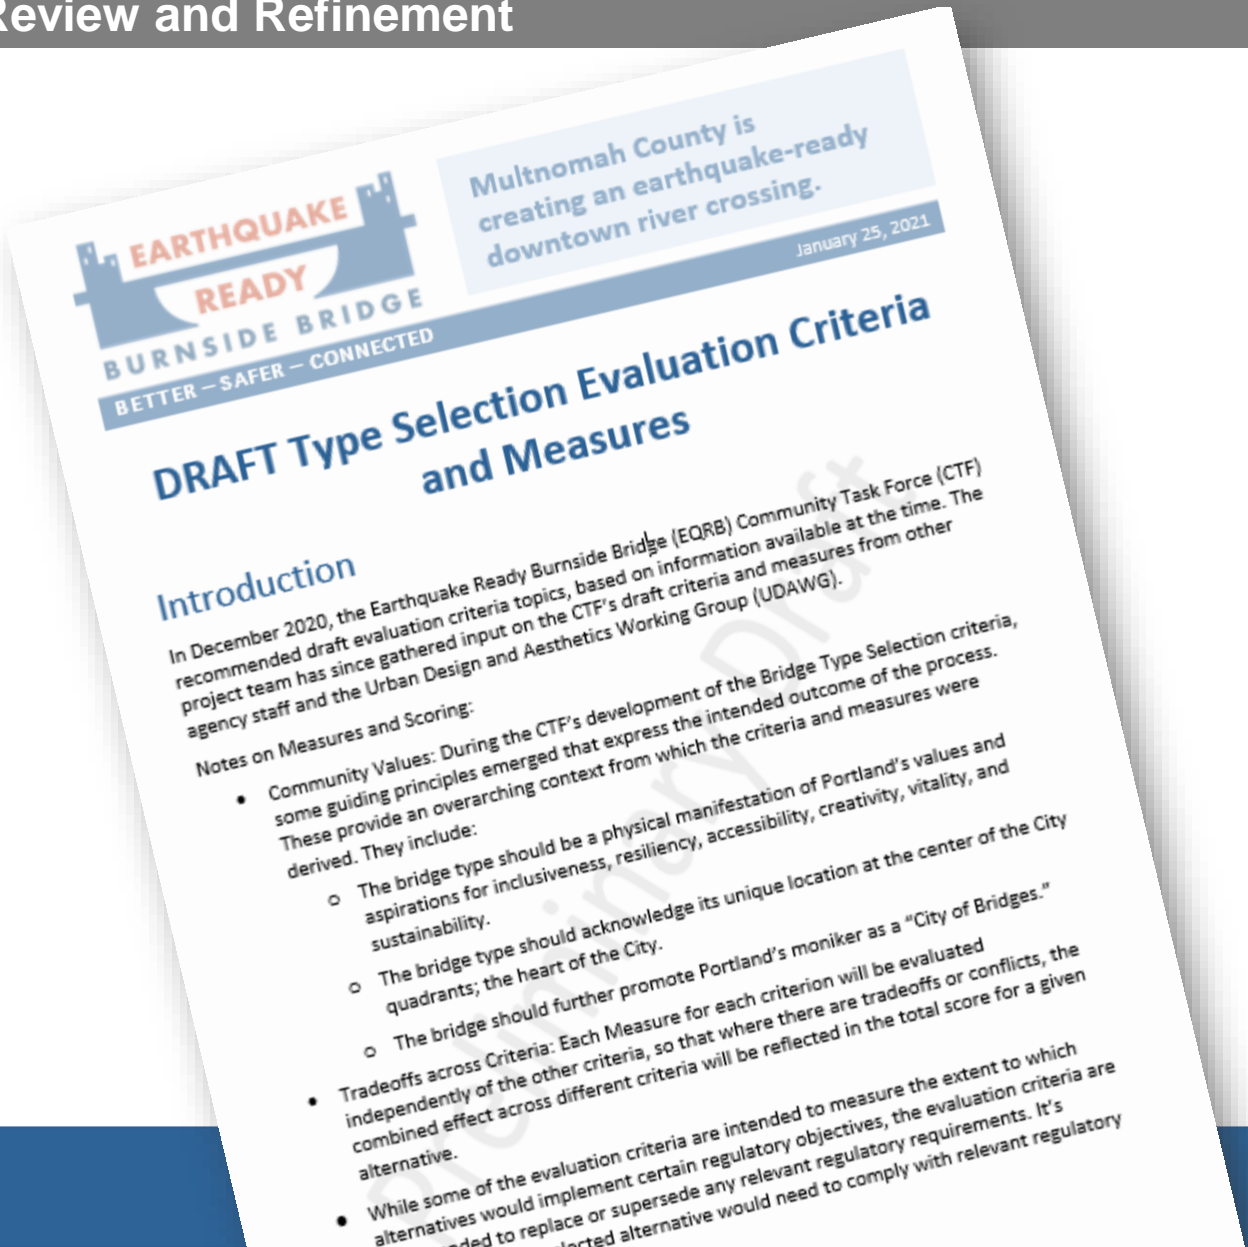 Review and Refinement
Multnomah County is
creating an earthquake-ready
downtown river crossing.
EARTHQUAKE
READY
BURNSIDE BRIDGE
January 25, 2021
BETTER – SAFER – CONNECTED
DRAFT Type Selection Evaluation Criteria
and Measures
Introduction
In December 2020, the Earthquake Ready Burnside Bridge (EQRB) Community Task Force (CTF)
recommended draft evaluation criteria topics, based on information available at the time. The
project team has since gathered input on the CTF's draft criteria and measures from other
agency staff and the Urban Design and Aesthetics Working Group (UDAWG).
Notes on Measures and Scoring:
• Community Values: During the CTF's development of the Bridge Type Selection criteria,
some guiding principles emerged that express the intended outcome of the process.
These provide an overarching context from which the criteria and measures were
derived. They include:
o The bridge type should be a physical manifestation of Portland's values and
aspirations for inclusiveness, resiliency, accessibility, creativity, vitality, and
sustainability.
o The bridge type should acknowledge its unique location at the center of the City
quadrants; the heart of the City.
o The bridge should further promote Portland's moniker as a "City of Bridges."
• Tradeoffs across Criteria: Each Measure for each criterion will be evaluated
independently of the other criteria, so that where there are tradeoffs or conflicts, the
combined effect across different criteria will be reflected in the total score for a given
alternative.
• While some of the evaluation criteria are intended to measure the extent to which
alternatives would implement certain regulatory objectives, the evaluation criteria are
to replace or supersede any relevant regulatory requirements. It's
alternative would need to comply with relevant regulatory
Preliminary Draft